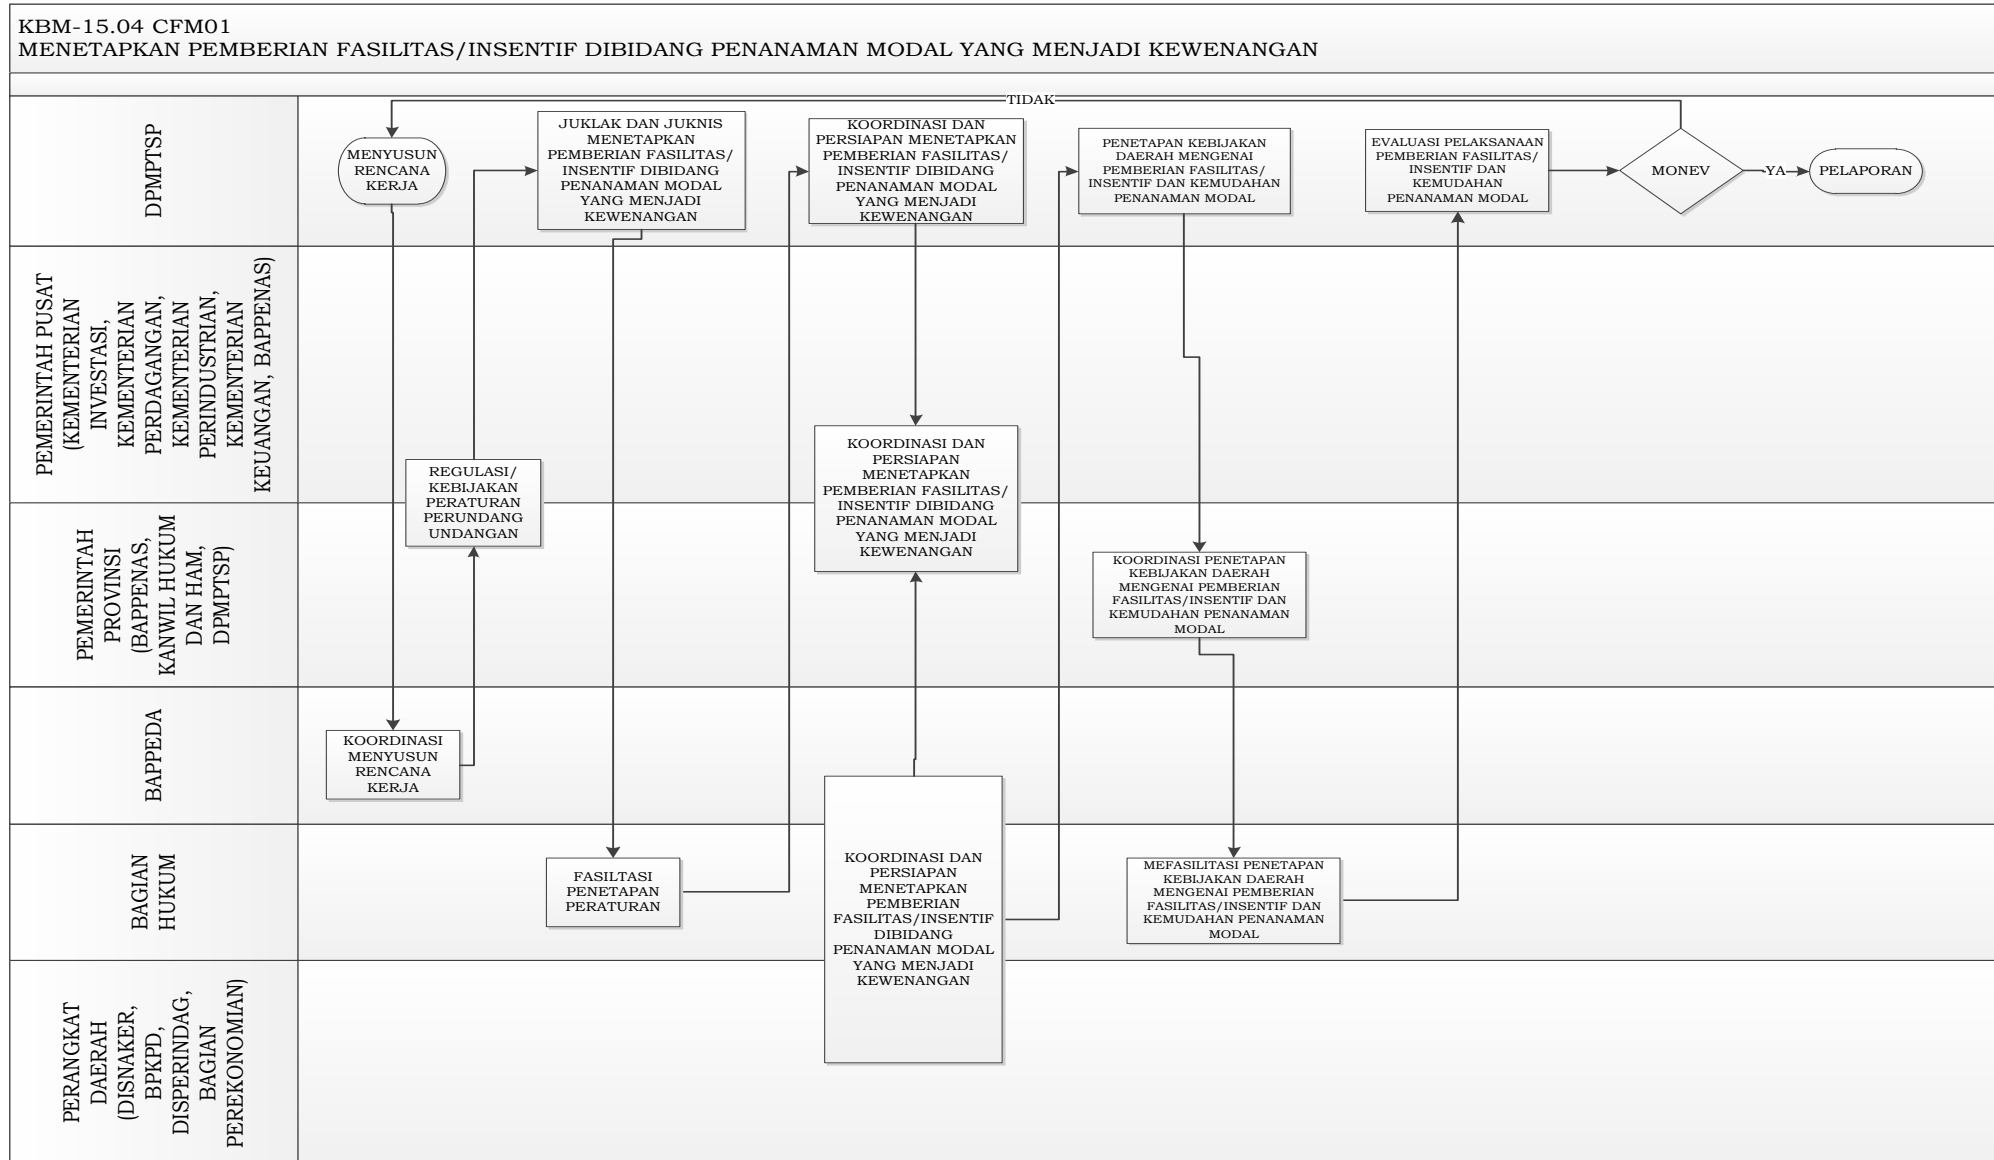 KBM-15.04 CFM01
MENETAPKAN PEMBERIAN FASILITAS/INSENTIF DIBIDANG PENANAMAN MODAL YANG MENJADI KEWENANGAN
DPMPTSP
MENYUSUN
RENCANA
KERJA
JUKLAK DAN JUKNIS
MENETAPKAN
PEMBERIAN FASILITAS/
INSENTIF DIBIDANG
PENANAMAN MODAL
YANG MENJADI
KEWENANGAN
KOORDINASI DAN
PERSIAPAN MENETAPKAN
PEMBERIAN FASILITAS/
INSENTIF DIBIDANG
PENANAMAN MODAL
YANG MENJADI
KEWENANGAN
TIDAK
PENETAPAN KEBIJAKAN
DAERAH MENGENAI
PEMBERIAN FASILITAS/
INSENTIF DAN KEMUDAHAN
PENANAMAN MODAL
EVALUASI PELAKSANAAN
PEMBERIAN FASILITAS/
INSENTIF DAN
KEMUDAHAN
PENANAMAN MODAL
MONEV
YA
PELAPORAN
PEMERINTAH PUSAT
(KEMENTERIAN
INVESTASI,
KEMENTERIAN
PERDAGANGAN,
KEMENTERIAN
PERINDUSTRIAN,
KEMENTERIAN
KEUANGAN, BAPPENAS)
REGULASI/
KEBIJAKAN
PERATURAN
PERUNDANG
UNDANGAN
KOORDINASI DAN
PERSIAPAN
MENETAPKAN
PEMBERIAN FASILITAS/
INSENTIF DIBIDANG
PENANAMAN MODAL
YANG MENJADI
KEWENANGAN
PEMERINTAH
PROVINSI
(BAPPENAS,
KANWIL HUKUM
DAN HAM,
DPMPTSP)
KOORDINASI PENETAPAN
KEBIJAKAN DAERAH
MENGENAI PEMBERIAN
FASILITAS/INSENTIF DAN
KEMUDAHAN PENANAMAN
MODAL
BAPPEDA
KOORDINASI
MENYUSUN
RENCANA
KERJA
BAGIAN
HUKUM
FASILTASI
PENETAPAN
PERATURAN
KOORDINASI DAN
PERSIAPAN
MENETAPKAN
PEMBERIAN
FASILITAS/INSENTIF
DIBIDANG
PENANAMAN MODAL
YANG MENJADI
KEWENANGAN
MEFASILITASI PENETAPAN
KEBIJAKAN DAERAH
MENGENAI PEMBERIAN
FASILITAS/INSENTIF DAN
KEMUDAHAN PENANAMAN
MODAL
PERANGKAT
DAERAH
(DISNAKER,
BPKPD,
DISPERINDAG,
BAGIAN
PEREKONOMIAN)